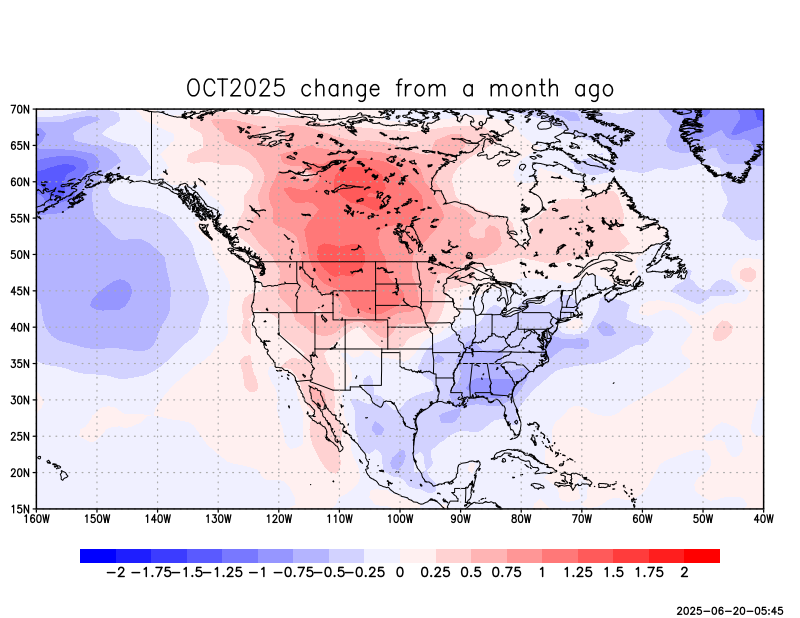 OCT2025 change from a month ago
70N
65N
60N
55N
50N
45N
40N
35N
30N
25N
20N
15N
160W 150W 140W 130W 120W 110W 100W 90W 80W 70W 60W 50W 40W
−2 −1.75−1.5−1.25 −1 −0.75−0.5−0.25 0 0.25 0.5 0.75 1 1.25 1.5 1.75 2
2025−06−20−05:45